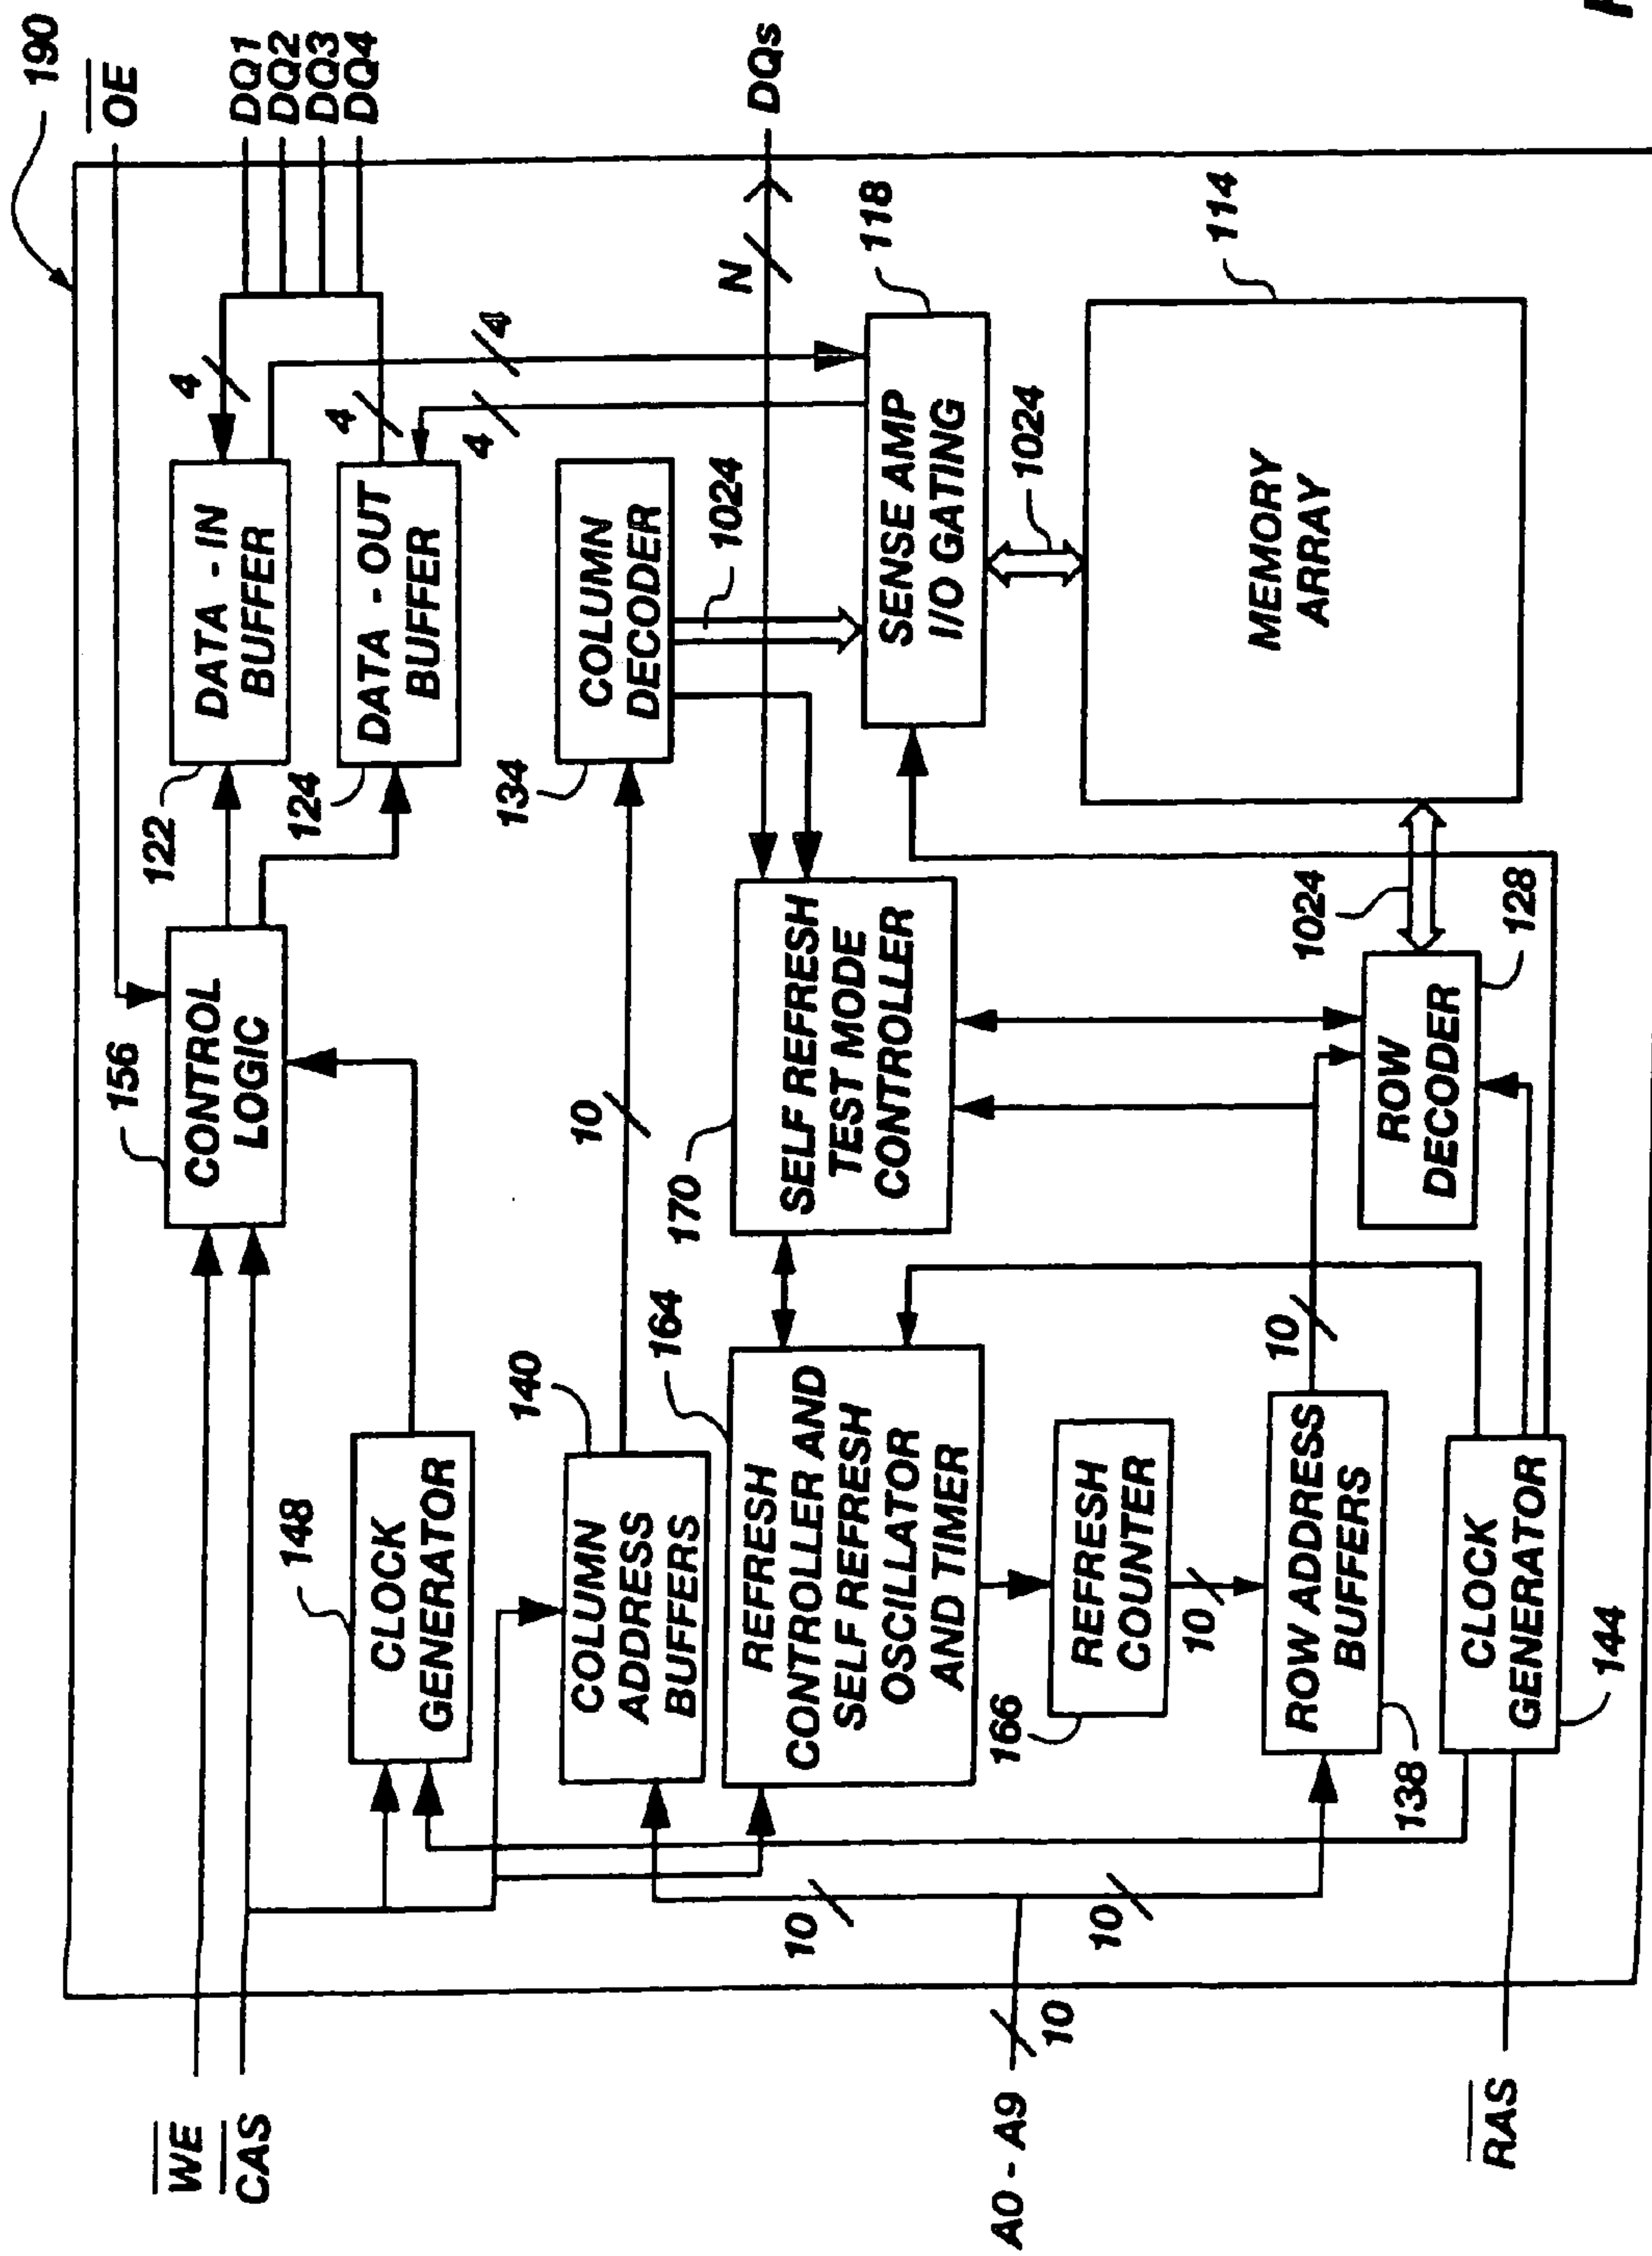 190
OE
DQ1
DQ2
DQ3
DQ4
WE
CAS
156
CONTROL
LOGIC
122
DATA - IN
BUFFER
4
124
DATA - OUT
BUFFER
4
4
4
148
CLOCK
GENERATOR
140
COLUMN
ADDRESS
BUFFERS
10
134
COLUMN
DECODER
1024
N
DQs
164
REFRESH
CONTROLLER AND
SELF REFRESH
OSCILLATOR
AND TIMER
170
SELF REFRESH
TEST MODE
CONTROLLER
118
SENSE AMP
I/O GATING
1024
10
10
A0 - A9
10
166
REFRESH
COUNTER
10
138
ROW ADDRESS
BUFFERS
10
128
ROW
DECODER
1024
114
MEMORY
ARRAY
RAS
CLOCK
GENERATOR
144